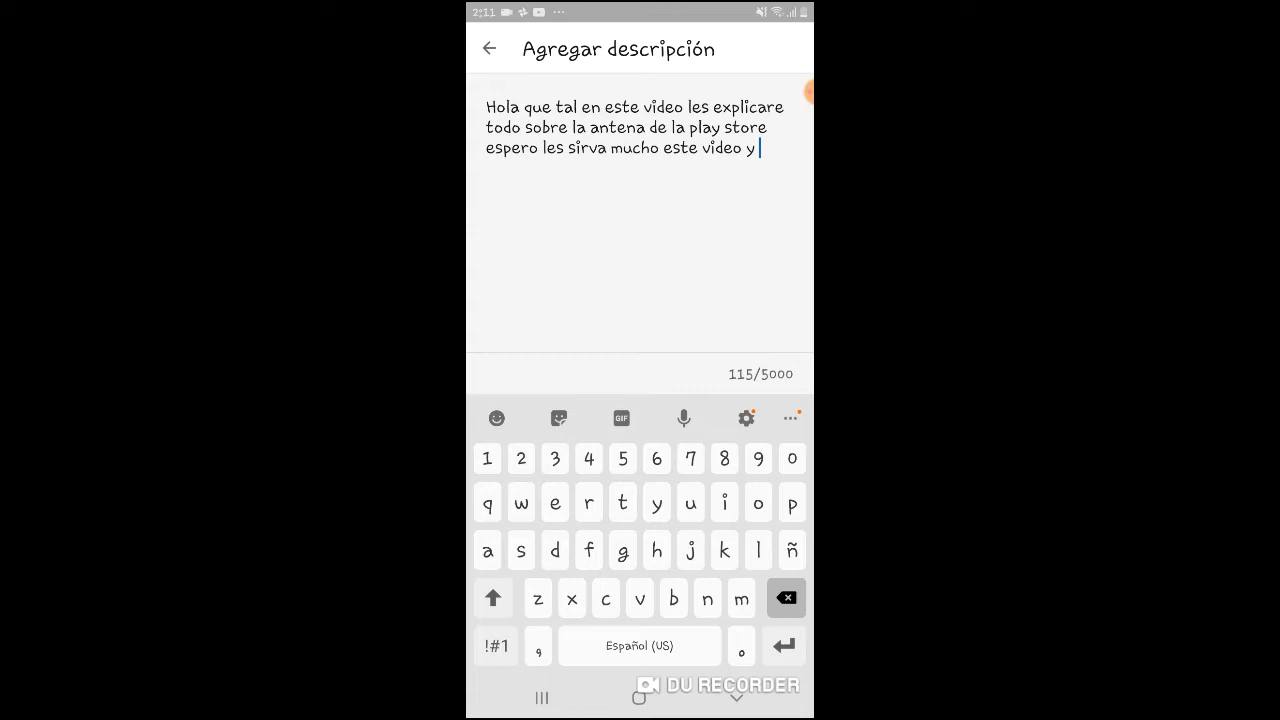 2:11
Agregar descripción
Hola que tal en este video les explicare
todo sobre la antena de la play store
espero les sirva mucho este video y
115/5000
GIF
1 2 3 4 5 6 7 8 9 0
q w e r t y u i o p
a s d f g h j k l ñ
z x c v b n m
!#1 , Español (US) .
DU RECORDER